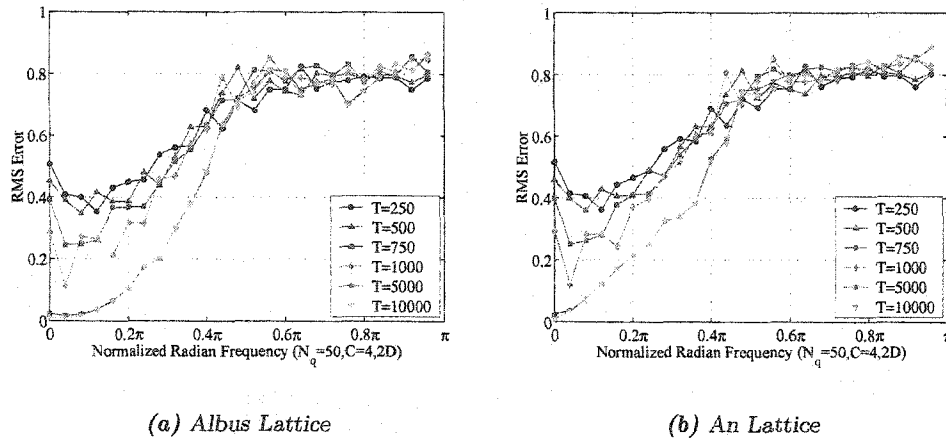 1
0.8
0.6
0.4
0.2
0
RMS Error
T=250
T=500
T=750
T=1000
T=5000
T=10000
0 0.2π 0.4π 0.6π 0.8π π
Normalized Radian Frequency (N_q=50,C=4,2D)
(a) Albus Lattice
1
0.8
0.6
0.4
0.2
0
RMS Error
T=250
T=500
T=750
T=1000
T=5000
T=10000
0 0.2π 0.4π 0.6π 0.8π π
Normalized Radian Frequency (N_q=50,C=4,2D)
(b) An Lattice